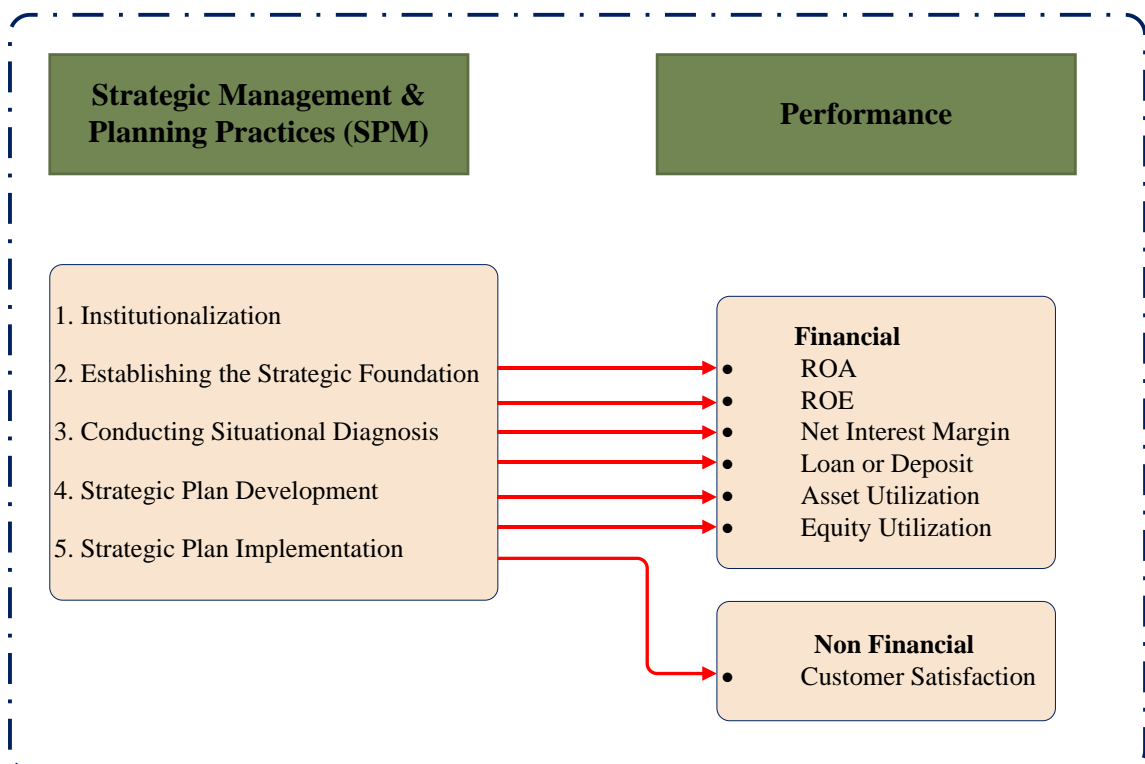 Strategic Management &
Planning Practices (SPM)
Performance
1. Institutionalization
2. Establishing the Strategic Foundation
3. Conducting Situational Diagnosis
4. Strategic Plan Development
5. Strategic Plan Implementation
Financial
• ROA
• ROE
• Net Interest Margin
• Loan or Deposit
• Asset Utilization
• Equity Utilization
Non Financial
• Customer Satisfaction